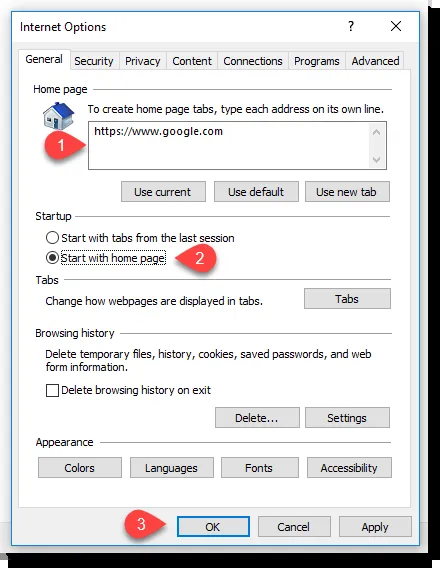 Internet Options
?
General Security Privacy Content Connections Programs Advanced
Home page
To create home page tabs, type each address on its own line.
https://www.google.com
1
Use current Use default Use new tab
Startup
Start with tabs from the last session
Start with home page
2
Tabs
Change how webpages are displayed in tabs. Tabs
Browsing history
Delete temporary files, history, cookies, saved passwords, and web
form information.
Delete browsing history on exit
Delete... Settings
Appearance
Colors Languages Fonts Accessibility
3
OK Cancel Apply